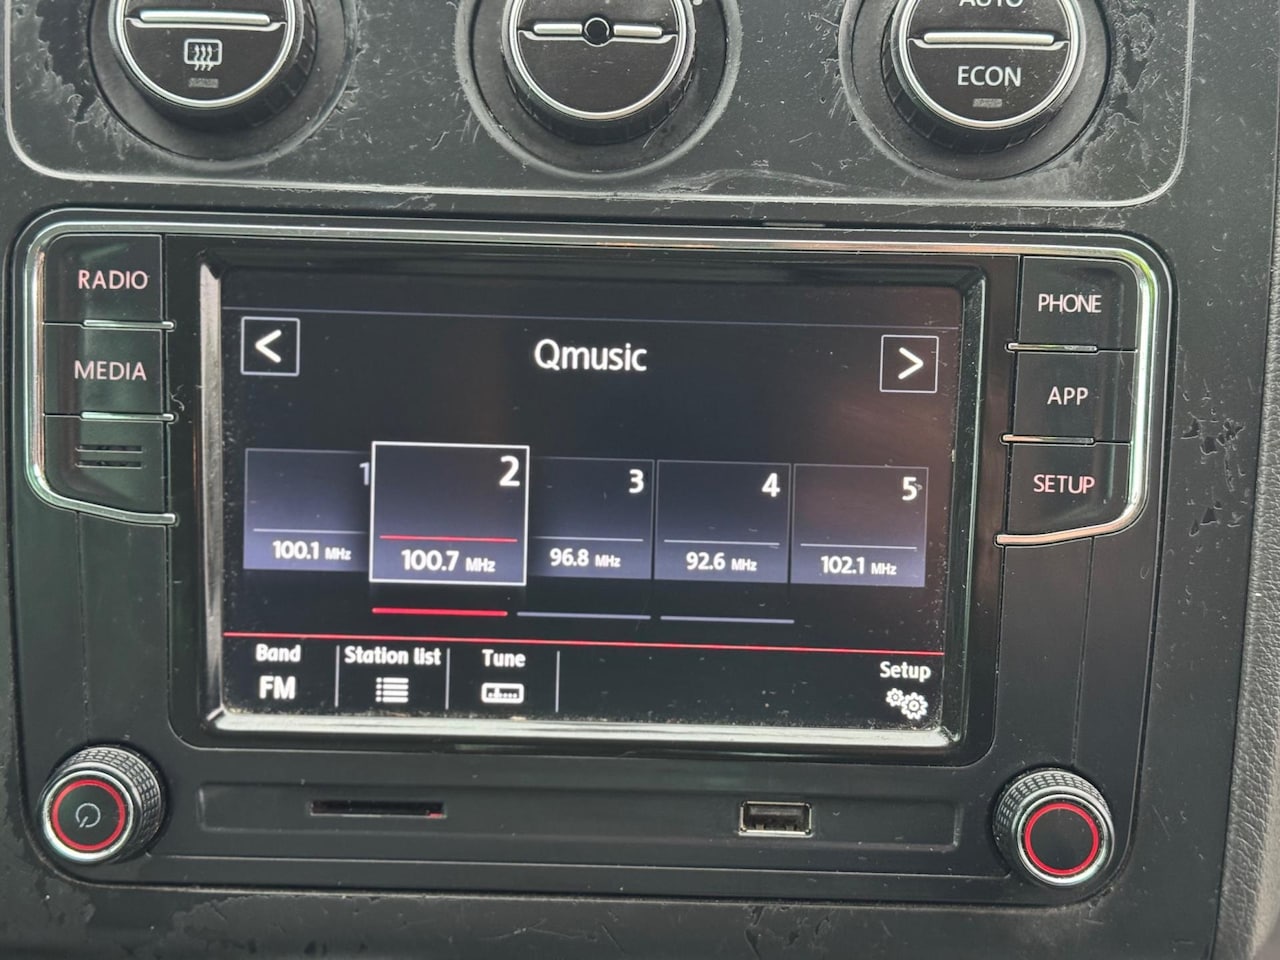 AUTO
ECON
RADIO
MEDIA
PHONE
APP
SETUP
<
Qmusic
>
1
2
3
4
5
100.1 MHz
100.7 MHz
96.8 MHz
92.6 MHz
102.1 MHz
Band
FM
Station list
Tune
Setup